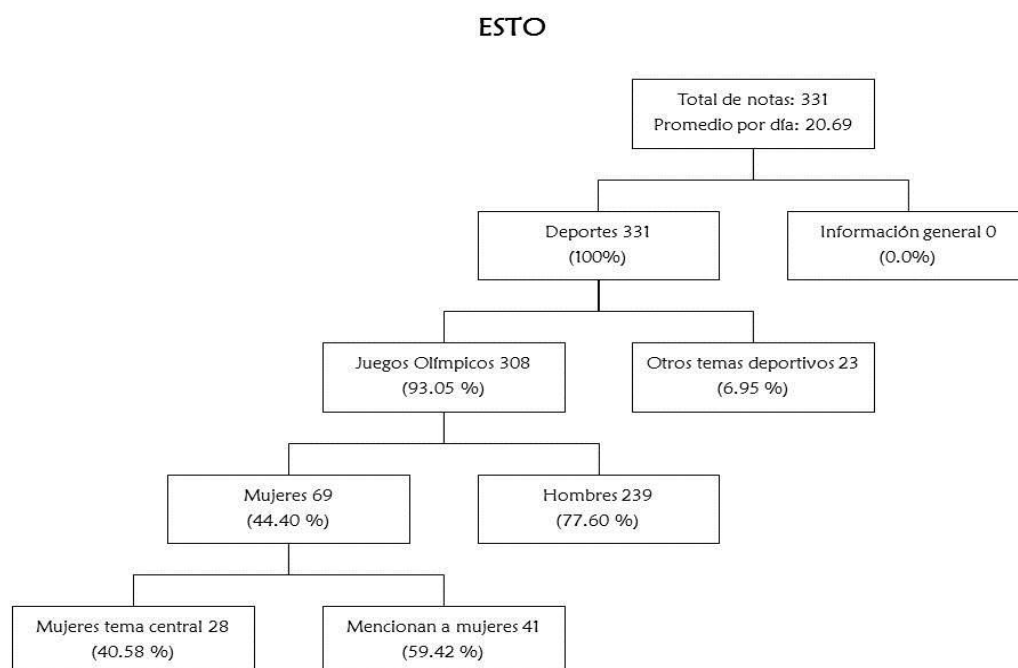 ESTO
Total de notas: 331
Promedio por día: 20.69
Deportes 331
(100%)
Información general 0
(0.0%)
Juegos Olímpicos 308
(93.05 %)
Otros temas deportivos 23
(6.95 %)
Mujeres 69
(44.40 %)
Hombres 239
(77.60 %)
Mujeres tema central 28
(40.58 %)
Mencionan a mujeres 41
(59.42 %)